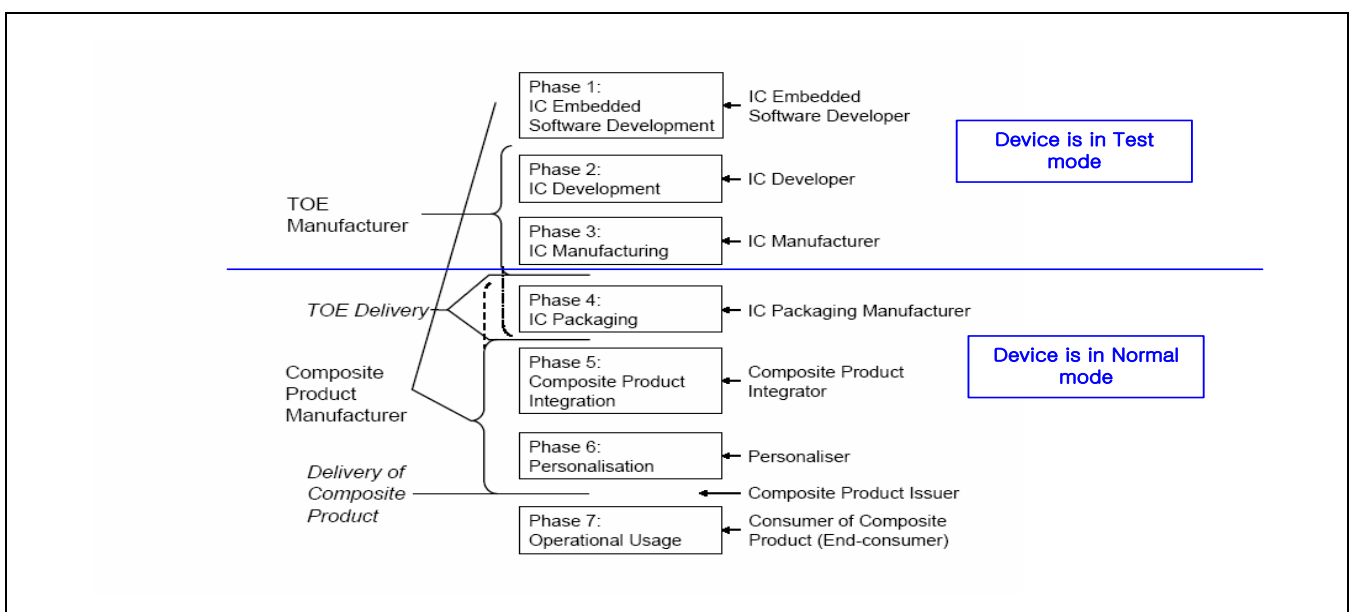 Phase 1:
IC Embedded
Software Development
IC Embedded
Software Developer
Device is in Test
mode
Phase 2:
IC Development
IC Developer
TOE
Manufacturer
Phase 3:
IC Manufacturing
IC Manufacturer
TOE Delivery
Phase 4:
IC Packaging
IC Packaging Manufacturer
Device is in Normal
mode
Composite
Product
Manufacturer
Phase 5:
Composite Product
Integration
Composite Product
Integrator
Phase 6:
Personalisation
Personaliser
Delivery of
Composite
Product
Composite Product Issuer
Phase 7:
Operational Usage
Consumer of Composite
Product (End-consumer)